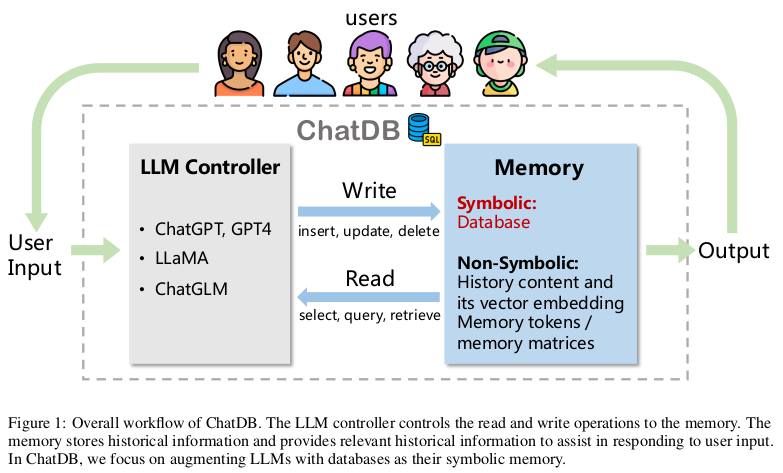 users
ChatDB
SQL
LLM Controller
• ChatGPT, GPT4
• LLaMA
• ChatGLM
Write
insert, update, delete
Read
select, query, retrieve
Memory
Symbolic:
Database
Non-Symbolic:
History content and
its vector embedding
Memory tokens /
memory matrices
User
Input
Output
Figure 1: Overall workflow of ChatDB. The LLM controller controls the read and write operations to the memory. The
memory stores historical information and provides relevant historical information to assist in responding to user input.
In ChatDB, we focus on augmenting LLMs with databases as their symbolic memory.